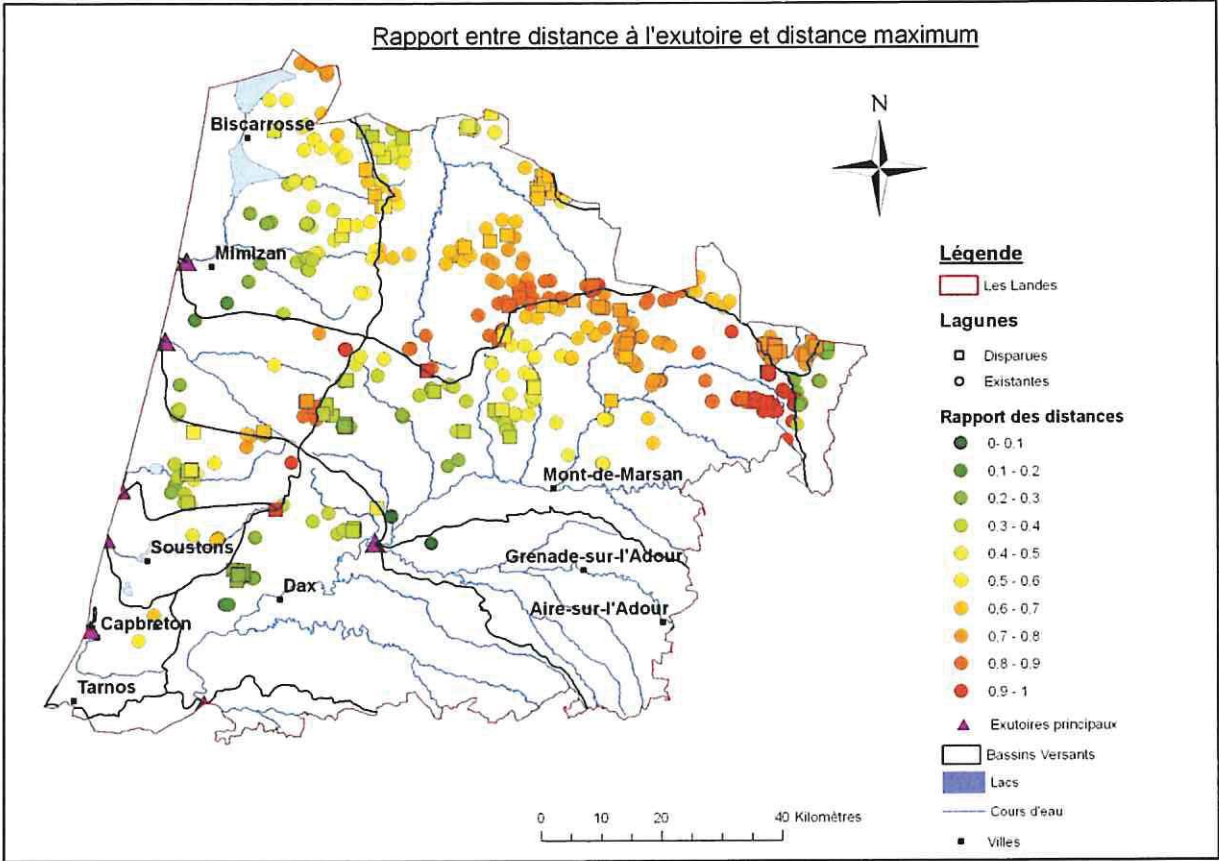 Rapport entre distance à l'exutoire et distance maximum
N
Biscarrosse
Mimizan
Mont-de-Marsan
Soustons
Grenade-sur-l'Adour
Dax
Aire-sur-l'Adour
Capbreton
Tarnos
0 10 20 40 Kilomètres
Légende
Les Landes
Lagunes
Disparues
Existantes
Rapport des distances
0- 0.1
0.1 - 0.2
0.2 - 0.3
0.3 - 0.4
0.4 - 0.5
0.5 - 0.6
0.6 - 0.7
0.7 - 0.8
0.8 - 0.9
0.9 - 1
Exutoires principaux
Bassins Versants
Lacs
Cours d'eau
Villes